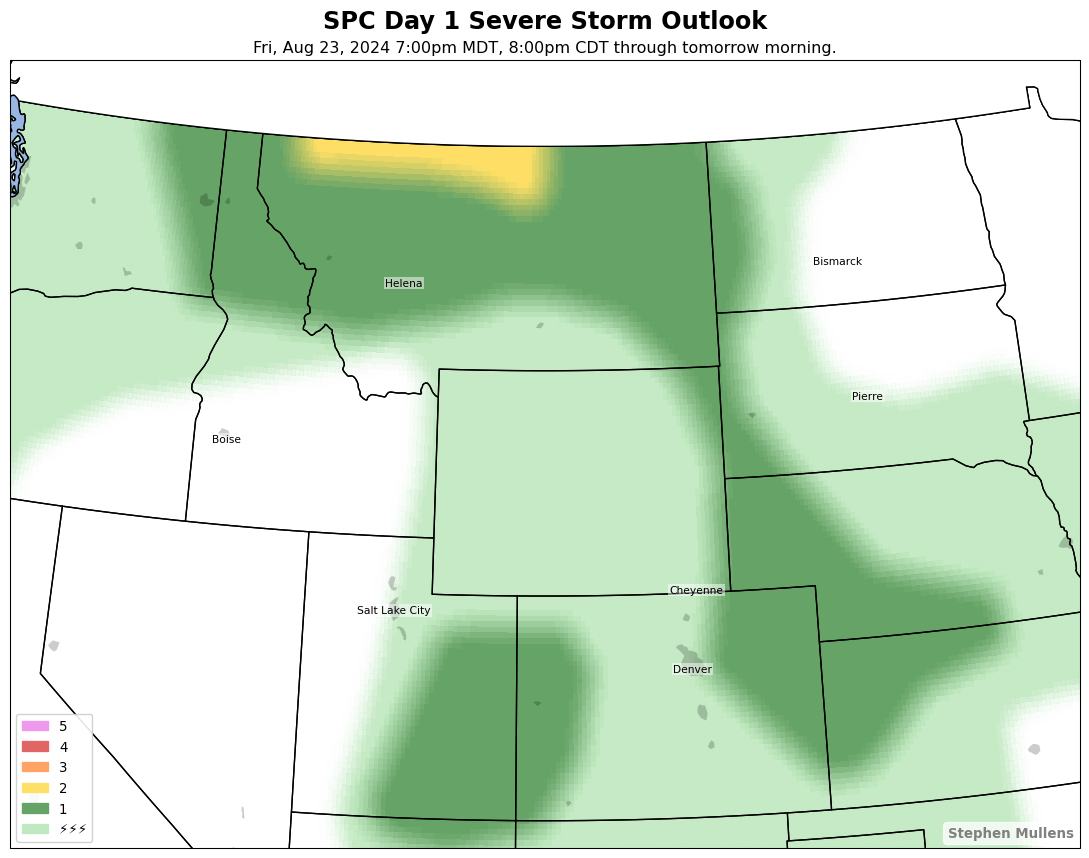 SPC Day 1 Severe Storm Outlook
Fri, Aug 23, 2024 7:00pm MDT, 8:00pm CDT through tomorrow morning.
Bismarck
Helena
Pierre
Boise
Cheyenne
Salt Lake City
Denver
5
4
3
2
1
⚡⚡⚡
Stephen Mullens